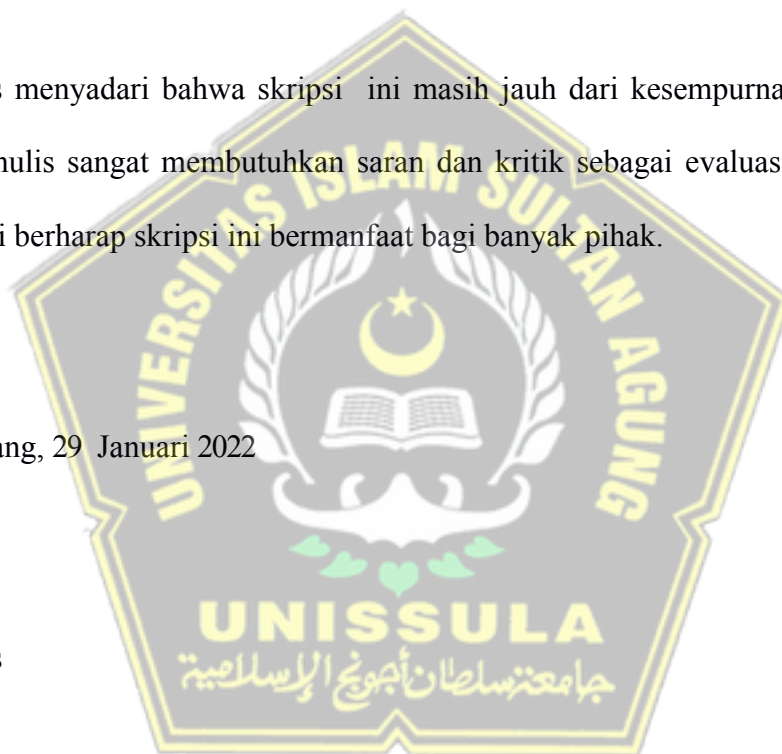 s menyadari bahwa skripsi ini masih jauh dari kesempurna
nulis sangat membutuhkan saran dan kritik sebagai evaluas
i berharap skripsi ini bermanfaat bagi banyak pihak.
UNIVERSITAS ISLAM SULTAN AGUNG
ang, 29 Januari 2022
UNISSULA
s
جامعة سلطان أجونج الإسلامية